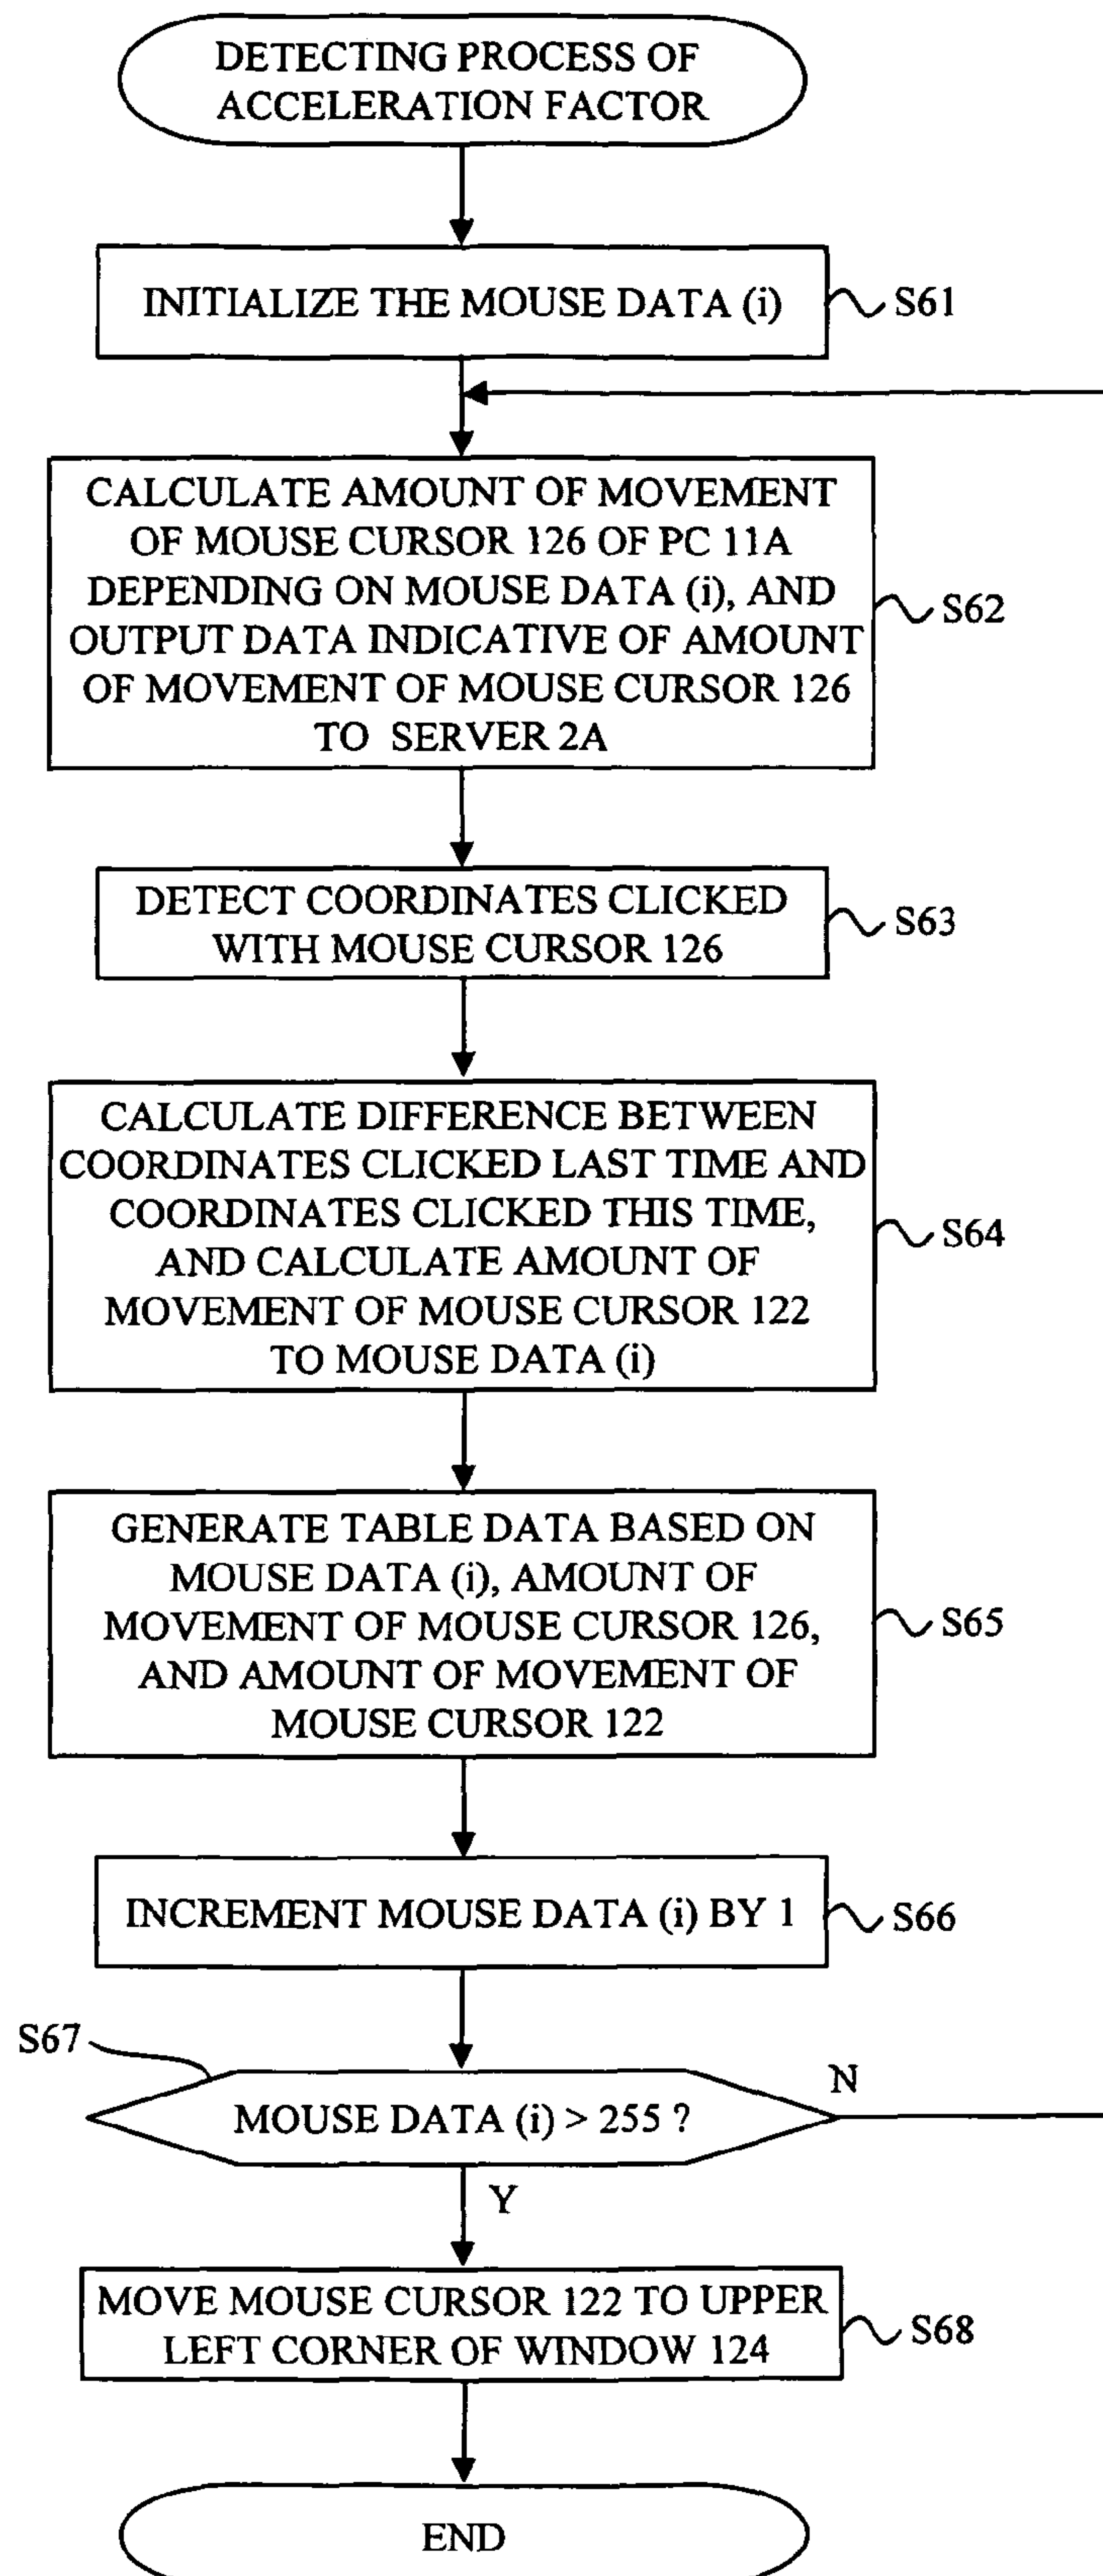 DETECTING PROCESS OF
ACCELERATION FACTOR
INITIALIZE THE MOUSE DATA (i)
S61
CALCULATE AMOUNT OF MOVEMENT
OF MOUSE CURSOR 126 OF PC 11A
DEPENDING ON MOUSE DATA (i), AND
OUTPUT DATA INDICATIVE OF AMOUNT
OF MOVEMENT OF MOUSE CURSOR 126
TO SERVER 2A
S62
DETECT COORDINATES CLICKED
WITH MOUSE CURSOR 126
S63
CALCULATE DIFFERENCE BETWEEN
COORDINATES CLICKED LAST TIME AND
COORDINATES CLICKED THIS TIME,
AND CALCULATE AMOUNT OF
MOVEMENT OF MOUSE CURSOR 122
TO MOUSE DATA (i)
S64
GENERATE TABLE DATA BASED ON
MOUSE DATA (i), AMOUNT OF
MOVEMENT OF MOUSE CURSOR 126,
AND AMOUNT OF MOVEMENT OF
MOUSE CURSOR 122
S65
INCREMENT MOUSE DATA (i) BY 1
S66
S67
MOUSE DATA (i) > 255 ?
N
Y
MOVE MOUSE CURSOR 122 TO UPPER
LEFT CORNER OF WINDOW 124
S68
END